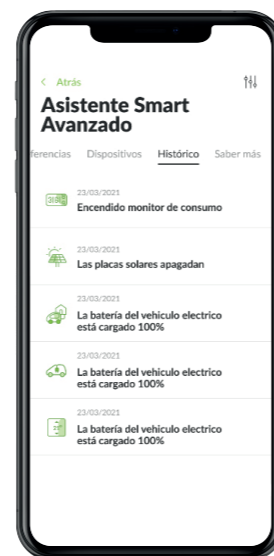 Atrás
Asistente Smart
Avanzado
ferencias Dispositivos Histórico Saber más
23/03/2021
Encendido monitor de consumo
23/03/2021
Las placas solares apagadan
23/03/2021
La batería del vehiculo electrico
está cargado 100%
23/03/2021
La batería del vehiculo electrico
está cargado 100%
23/03/2021
La batería del vehiculo electrico
está cargado 100%